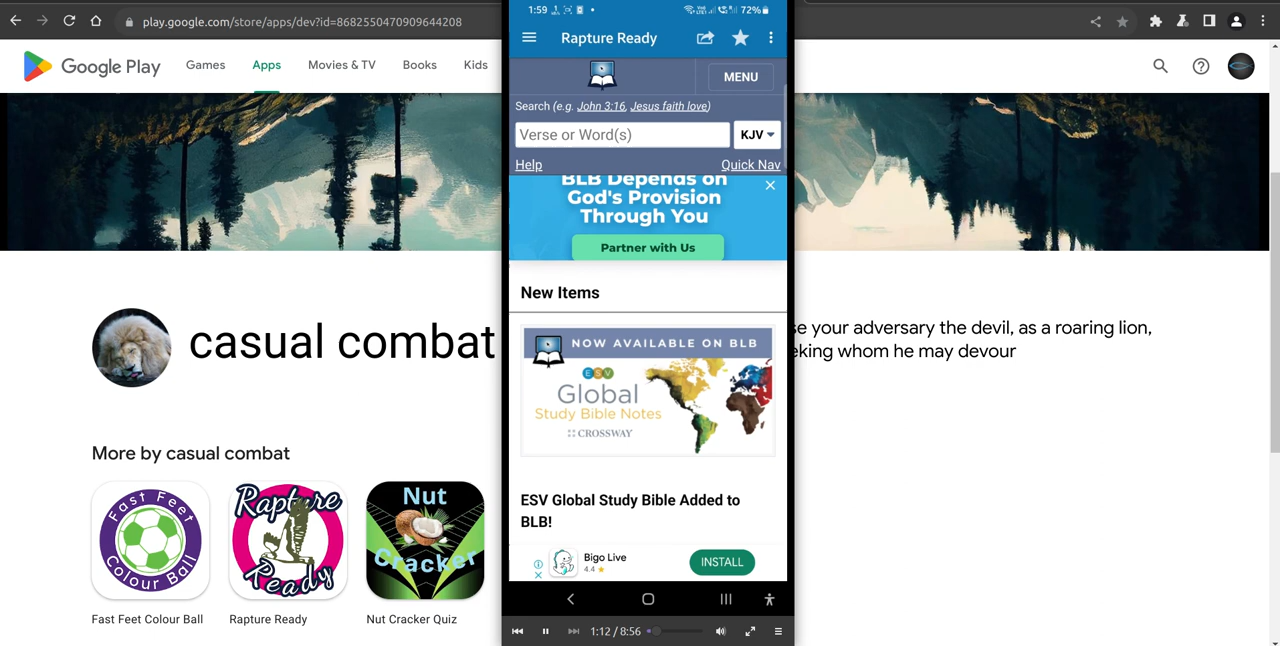 play.google.com/store/apps/dev?id=8682550470909644208
Google Play
Games
Apps
Movies & TV
Books
Kids
casual combat
se your adversary the devil, as a roaring lion,
eking whom he may devour
More by casual combat
Fast Feet
Colour Ball
Rapture
Ready
Nut
Cracker
Fast Feet Colour Ball
Rapture Ready
Nut Cracker Quiz
1:59
72%
Rapture Ready
MENU
Search (e.g. John 3:16, Jesus faith love)
Verse or Word(s)
KJV
Help
Quick Nav
BLB Depends on
God's Provision
Through You
Partner with Us
New Items
NOW AVAILABLE ON BLB
ESV
Global
Study Bible Notes
CROSSWAY
ESV Global Study Bible Added to
BLB!
Bigo Live
4.4
INSTALL
1:12 / 8:56